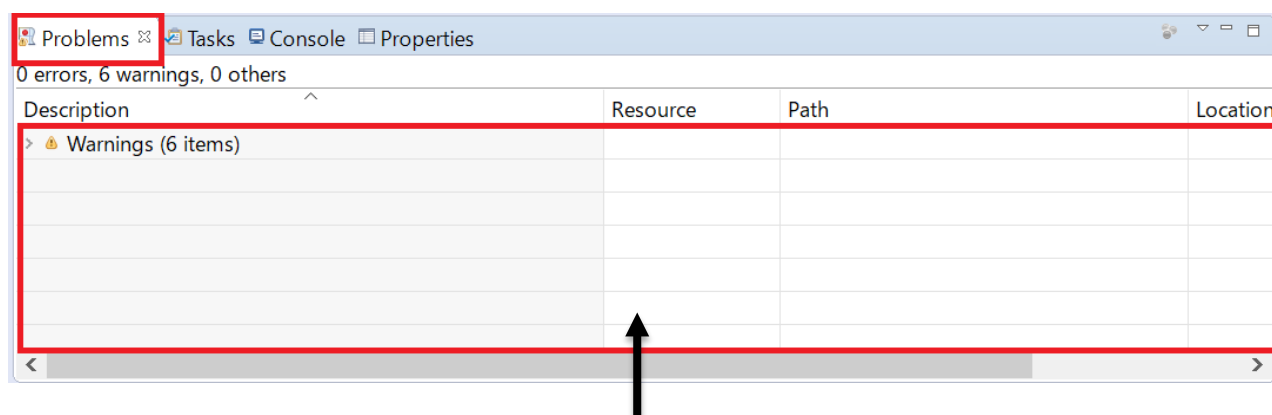 Problems Tasks Console Properties
0 errors, 6 warnings, 0 others
Description Resource Path Location
Warnings (6 items)